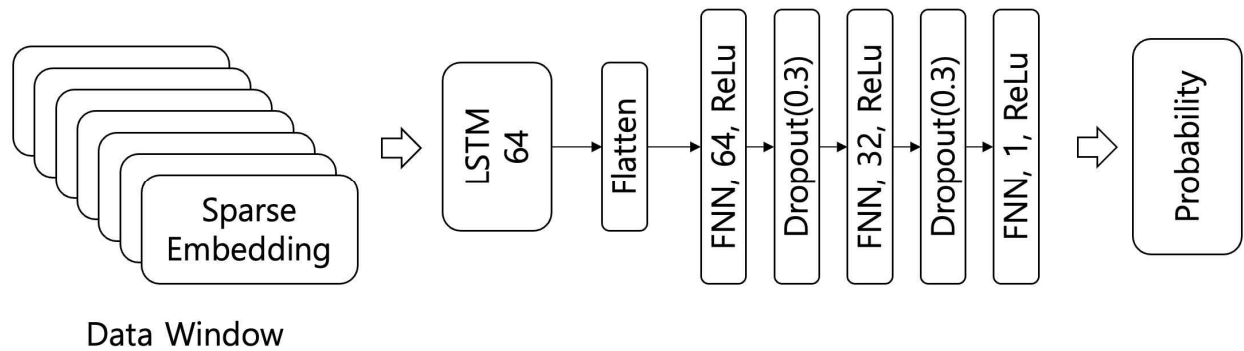 Sparse
Embedding
Data Window
LSTM
64
Flatten
FNN, 64, ReLu
Dropout(0.3)
FNN, 32, ReLu
Dropout(0.3)
FNN, 1, ReLu
Probability